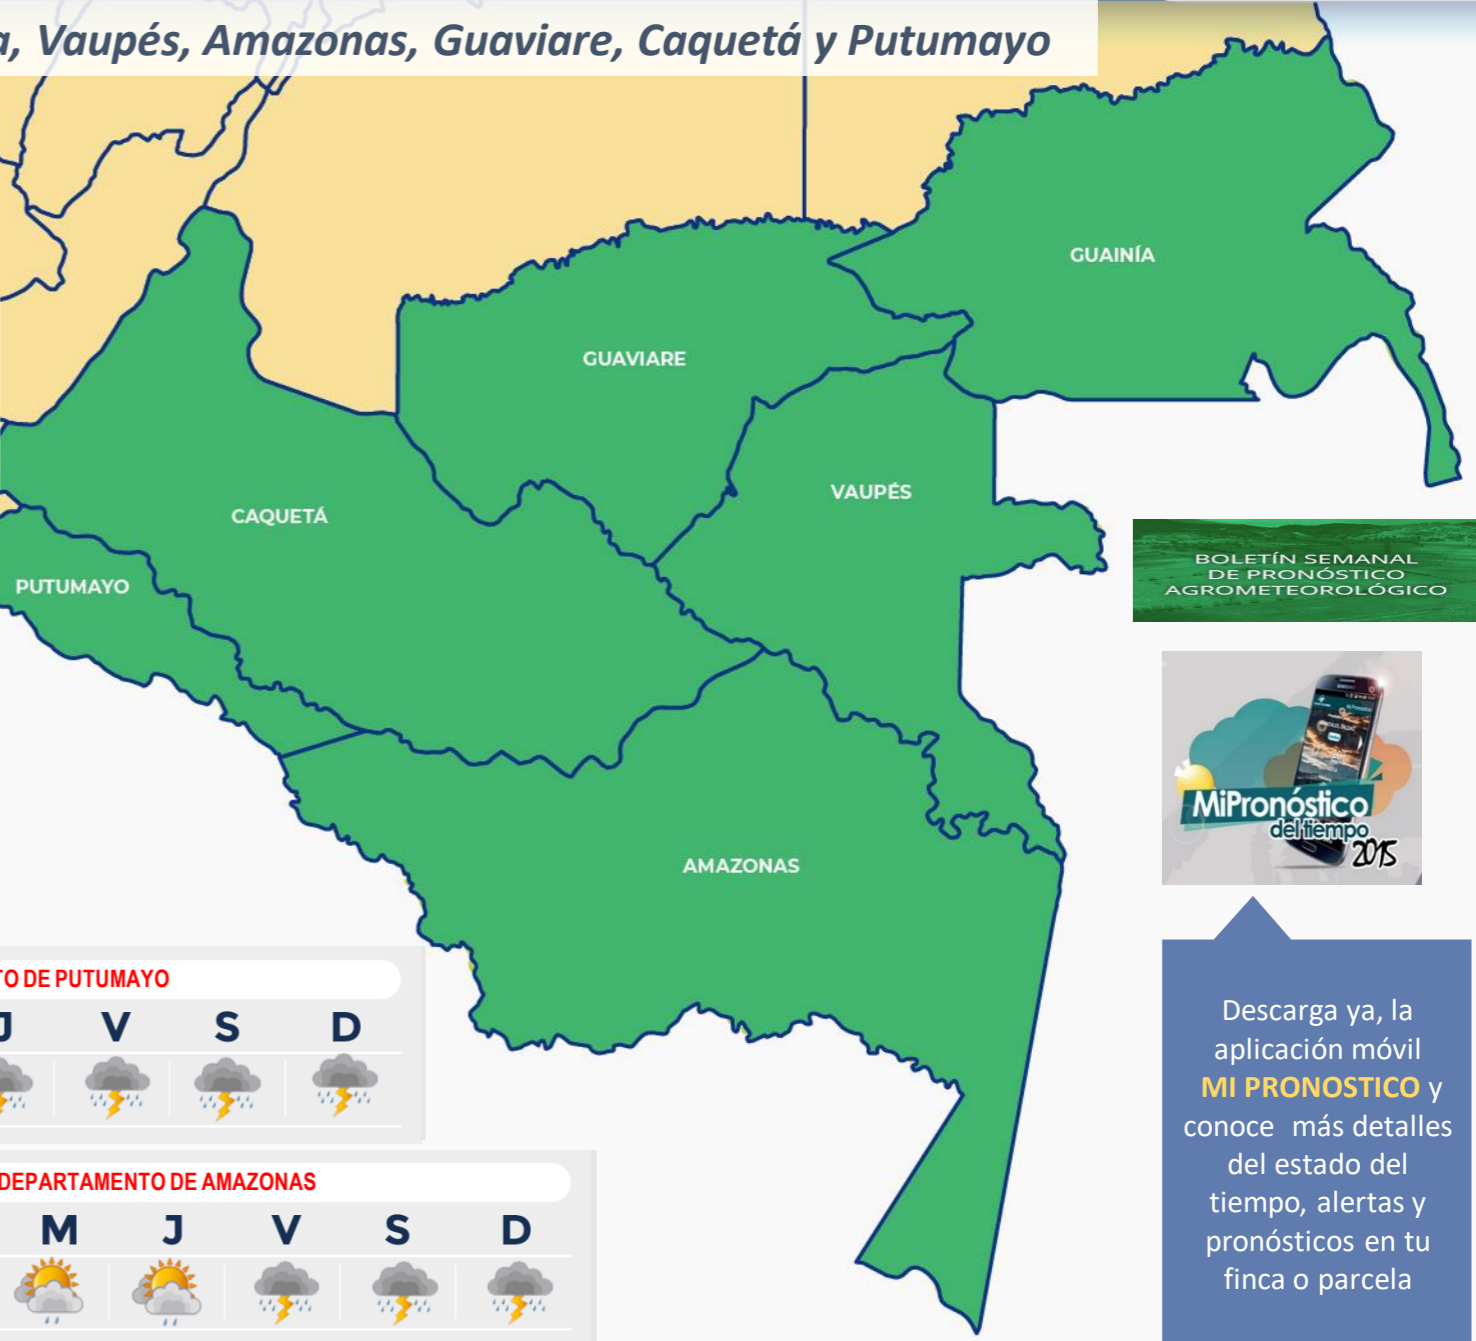 a, Vaupés, Amazonas, Guaviare, Caquetá y Putumayo
GUAINÍA
GUAVIARE
VAUPÉS
CAQUETÁ
PUTUMAYO
AMAZONAS
BOLETÍN SEMANAL
DE PRONÓSTICO
AGROMETEOROLÓGICO
MiPronóstico
del tiempo
2015
TO DE PUTUMAYO
J V S D
DEPARTAMENTO DE AMAZONAS
M J V S D
Descarga ya, la
aplicación móvil
MI PRONOSTICO y
conoce más detalles
del estado del
tiempo, alertas y
pronósticos en tu
finca o parcela